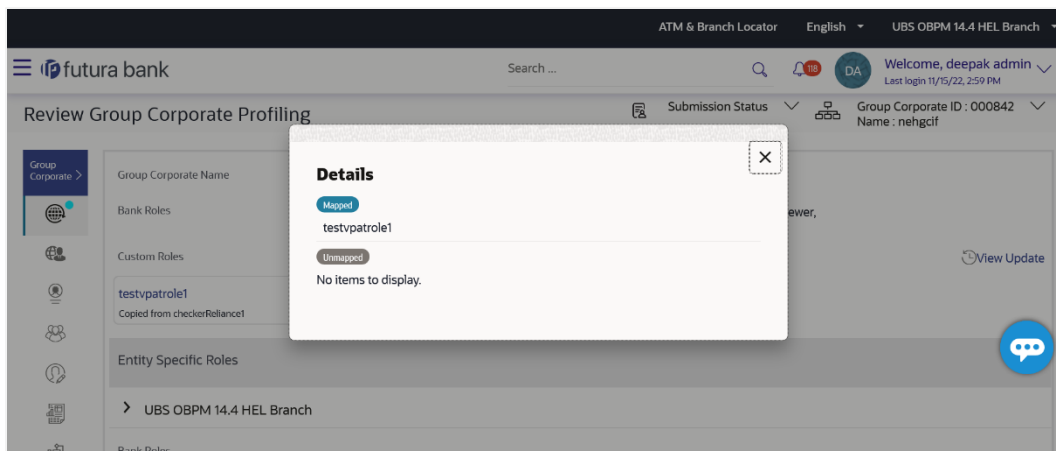 ATM & Branch Locator English UBS OBPM 14.4 HEL Branch
futura bank Search ... 118 DA Welcome, deepak admin
Last login 11/15/22, 2:59 PM
Review Group Corporate Profiling Submission Status Group Corporate ID : 000842
Name : nehgcif
Group
Corporate >
Group Corporate Name
Details
Bank Roles
Mapped
ewer,
testvpatrole1
Custom Roles
Unmapped
View Update
No items to display.
testvpatrole1
Copied from checkerReliance1
Entity Specific Roles
UBS OBPM 14.4 HEL Branch
Bank Roles